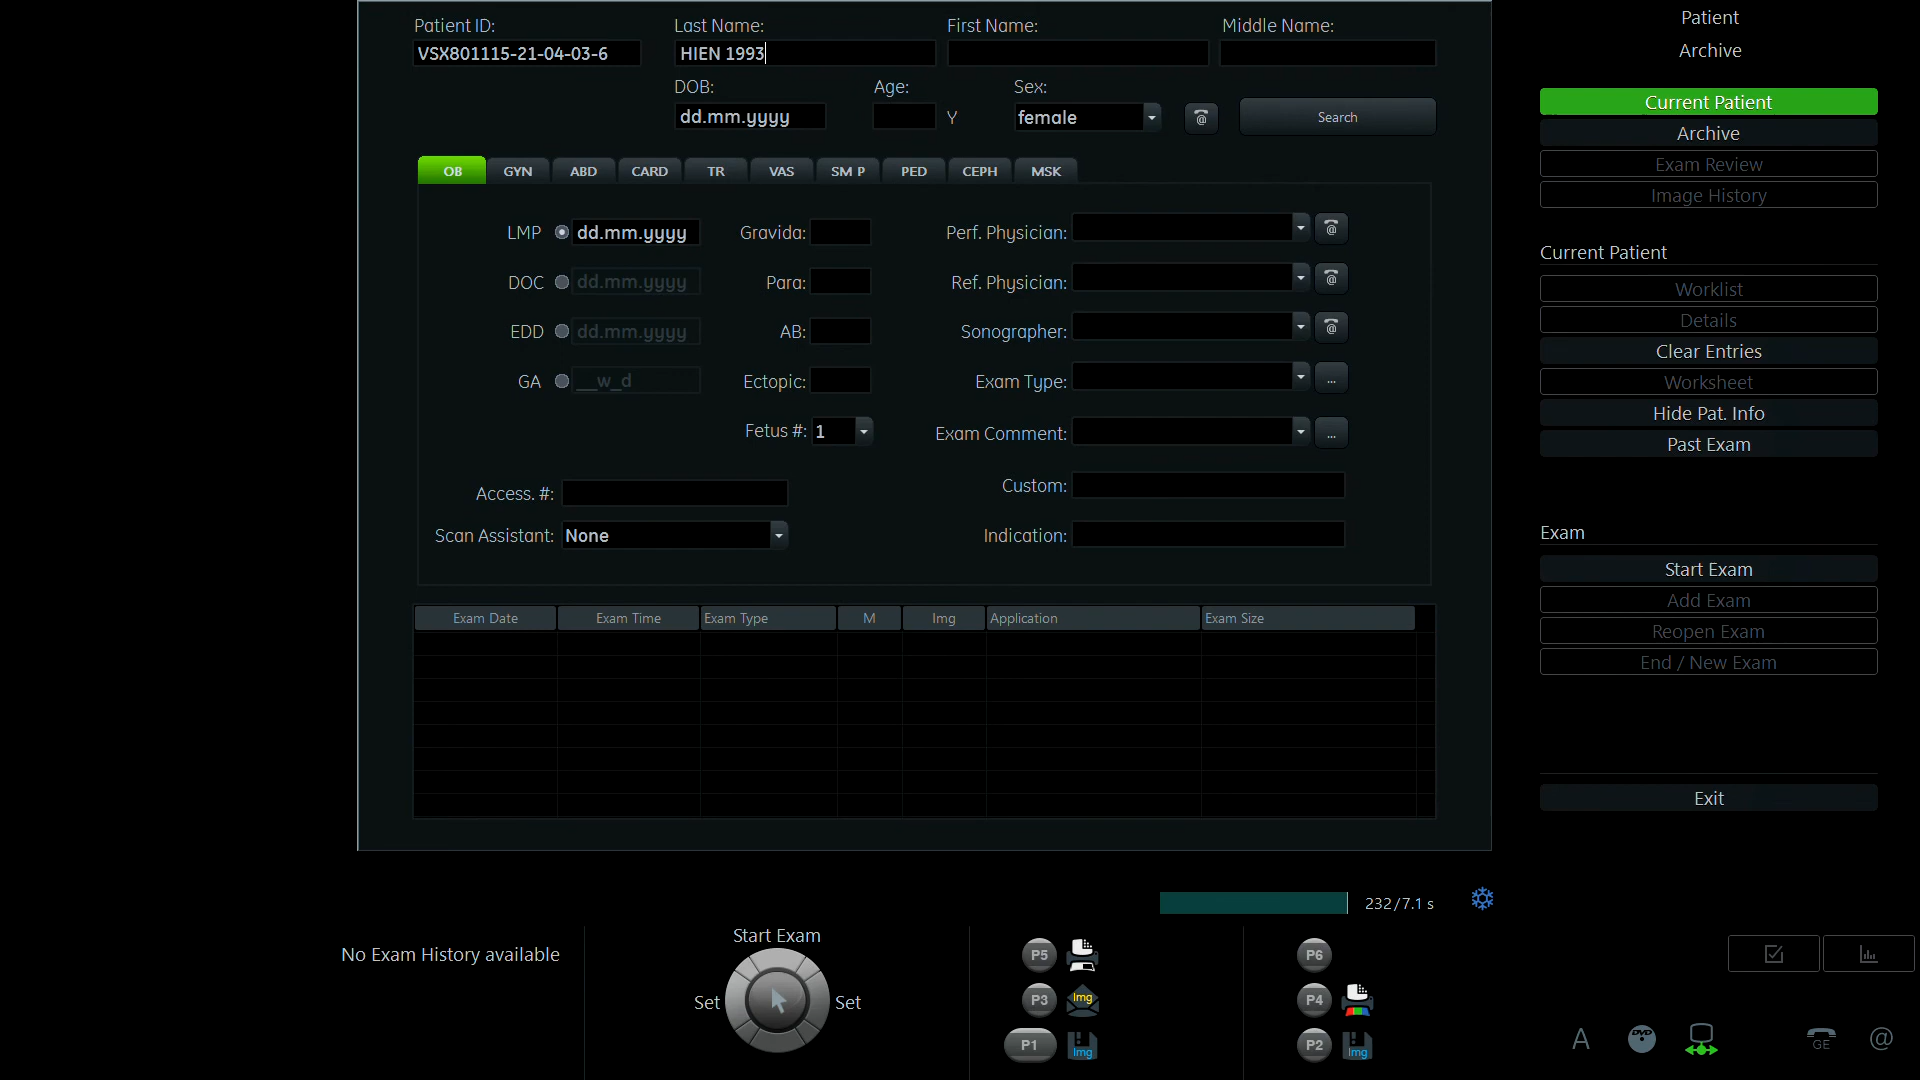 Patient ID: Last Name: First Name: Middle Name:
VSX801115-21-04-03-6 HIEN 1993
DOB: Age: Sex:
dd.mm.yyyy Y female @ Search
OB GYN ABD CARD TR VAS SM P PED CEPH MSK
LMP dd.mm.yyyy Gravida: Perf. Physician: @
DOC dd.mm.yyyy Para: Ref. Physician: @
EDD dd.mm.yyyy AB: Sonographer: @
GA __w_d Ectopic: Exam Type: ...
Fetus #: 1 Exam Comment: ...
Access. #: Custom:
Scan Assistant: None Indication:
Exam Date Exam Time Exam Type M Img Application Exam Size
Patient
Archive
Current Patient
Archive
Exam Review
Image History
Current Patient
Worklist
Details
Clear Entries
Worksheet
Hide Pat. Info
Past Exam
Exam
Start Exam
Add Exam
Reopen Exam
End / New Exam
Exit
232/7.1 s
No Exam History available
Start Exam
Set Set
P5 P6
P3 Img P4
P1 Img P2 Img
A DVD GE @